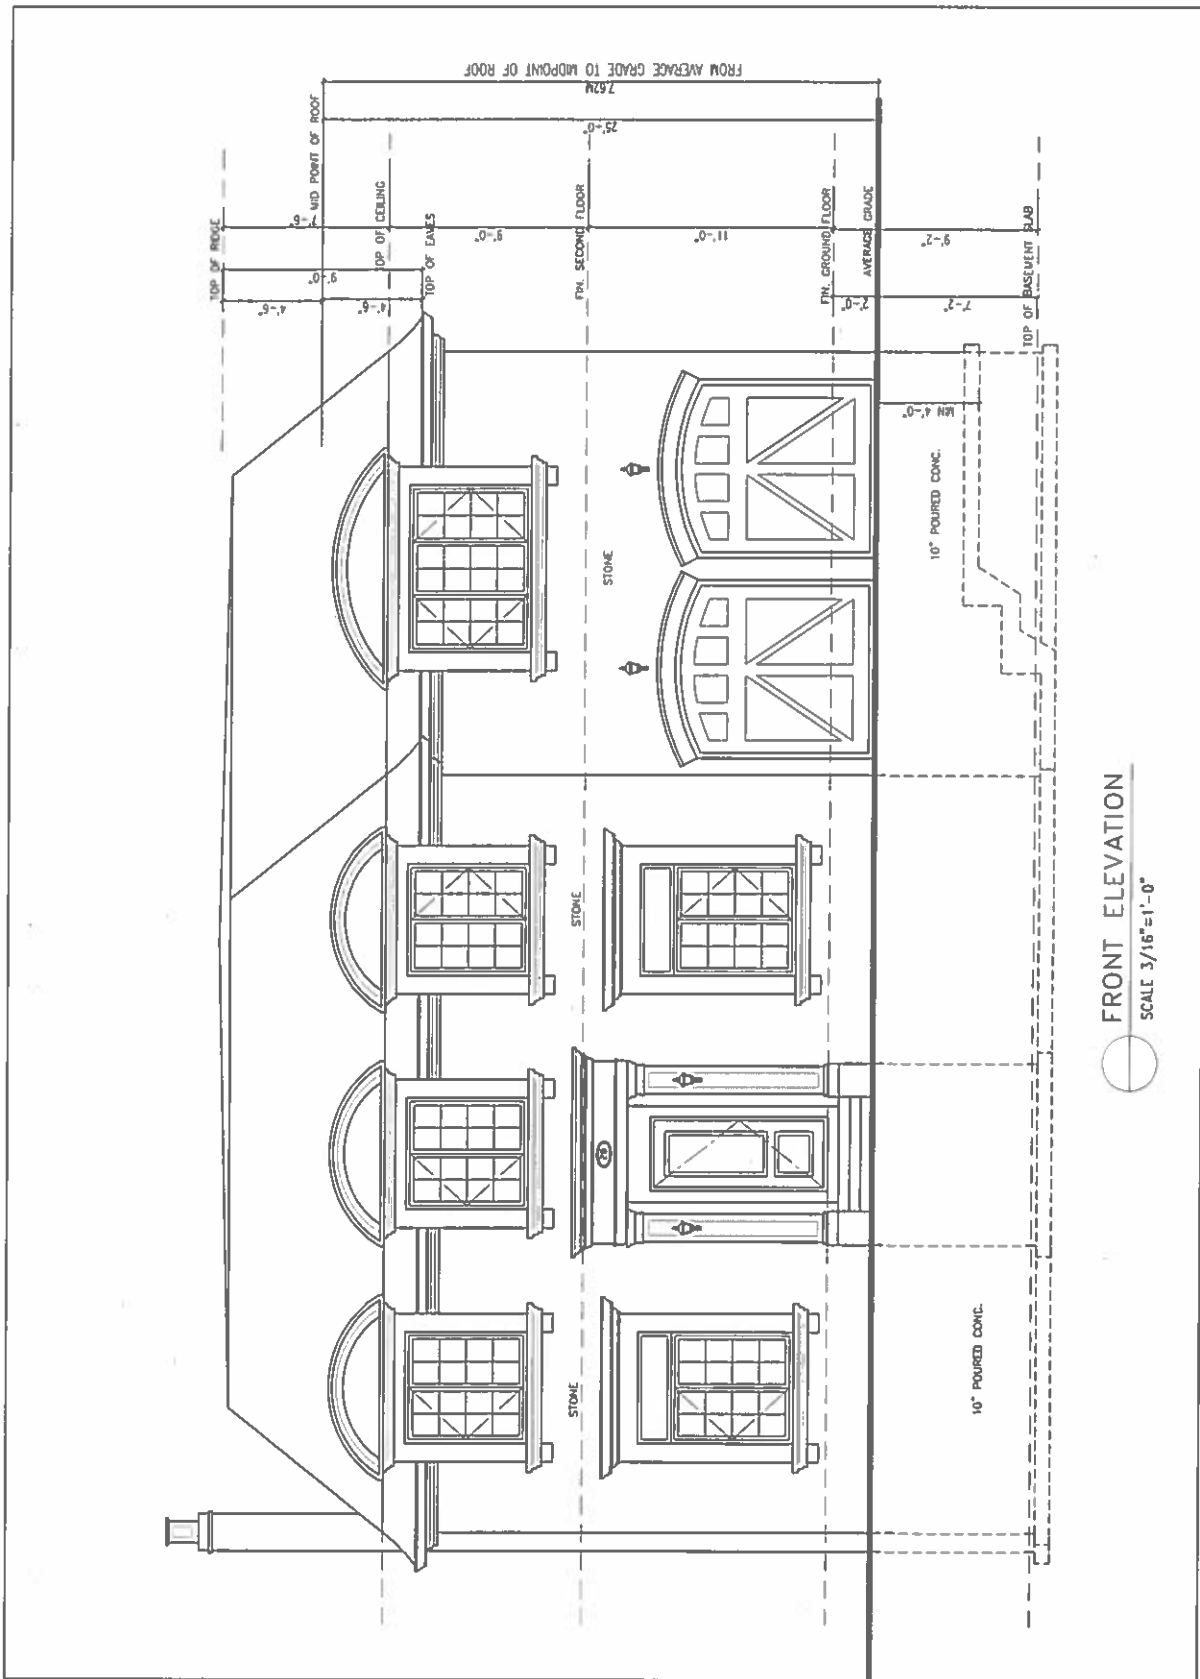 FROM AVERAGE GRADE TO MIDPOINT OF ROOF
7.62M
25'-0"
TOP OF RIDGE
MID POINT OF ROOF
TOP OF CEILING
TOP OF EAVES
FIN. SECOND FLOOR
FIN. GROUND FLOOR
AVERAGE GRADE
TOP OF BASEMENT SLAB
7'-6"
9'-0"
11'-0"
9'-2"
9'-0"
4'-6"
4'-6"
2'-0"
7'-2"
MIN 4'-0"
STONE
STONE
STONE
10" POURED CONC.
10" POURED CONC.
FRONT ELEVATION
SCALE 3/16"=1'-0"